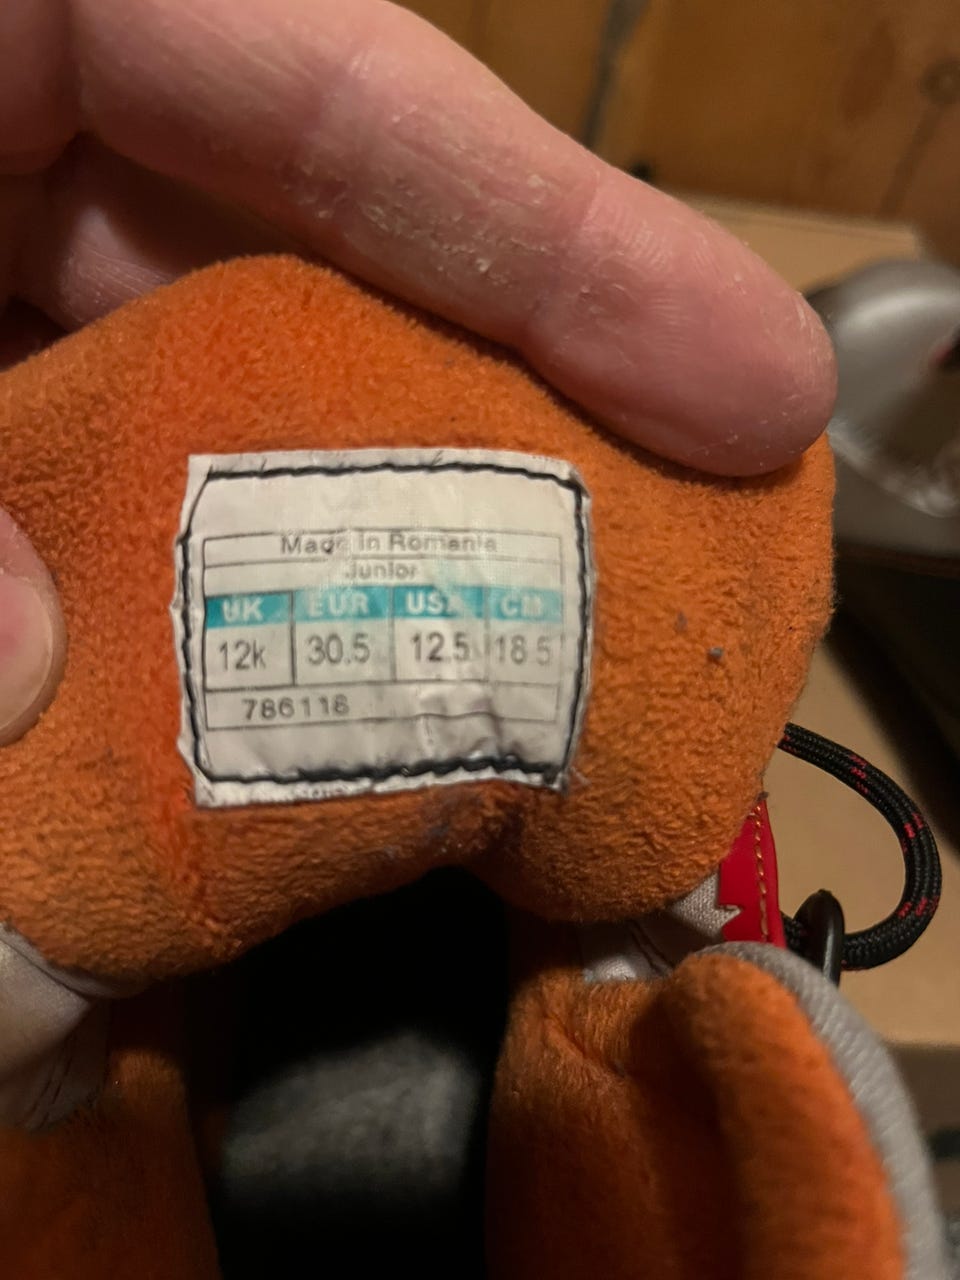 Made in Romania
Junior
UK EUR USA CM
12k 30.5 12.5 18.5
786118